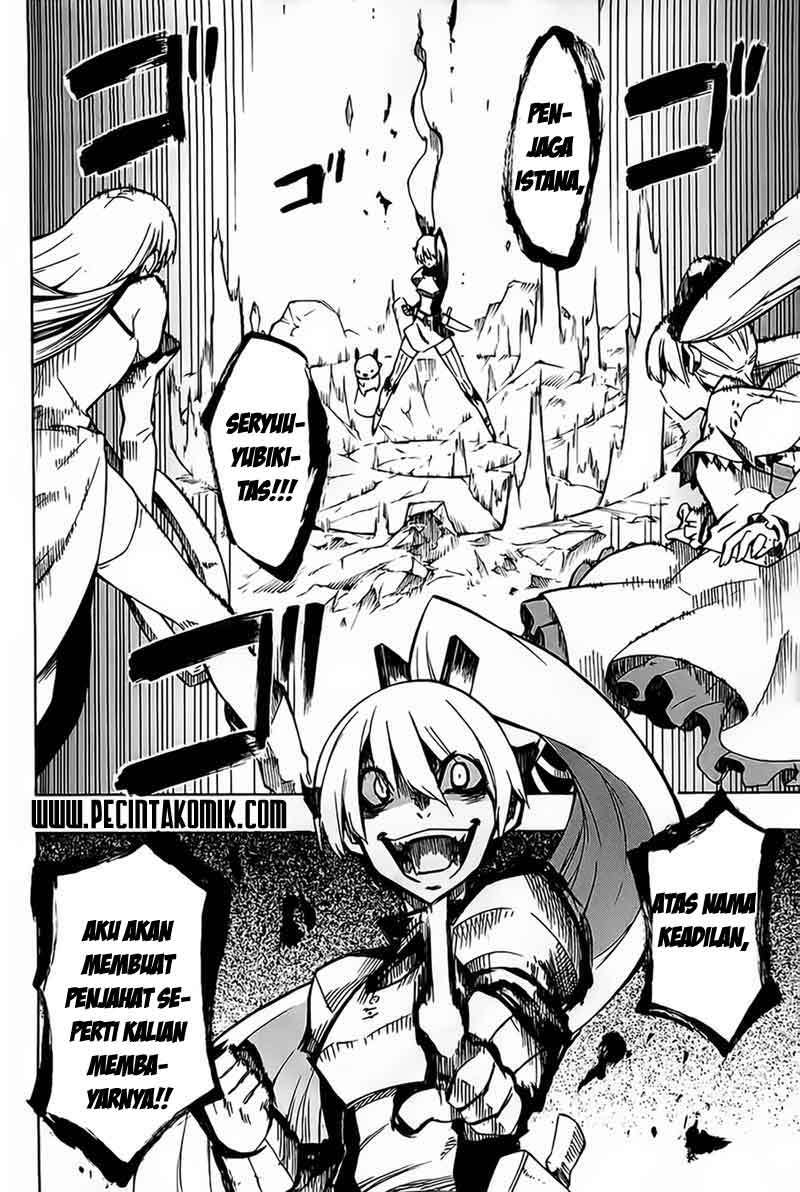 PEN-
JAGA
ISTANA,
ゴ
ゴ
ゴ
SERYUU-
YUBIKI-
TAS!!!
ゴ
WWW.PECINTAKOMIK.COM
ATAS NAMA
KEADILAN,
AKU AKAN
MEMBUAT
PENJAHAT SE-
PERTI KALIAN
MEMBA-
YARNYA!!